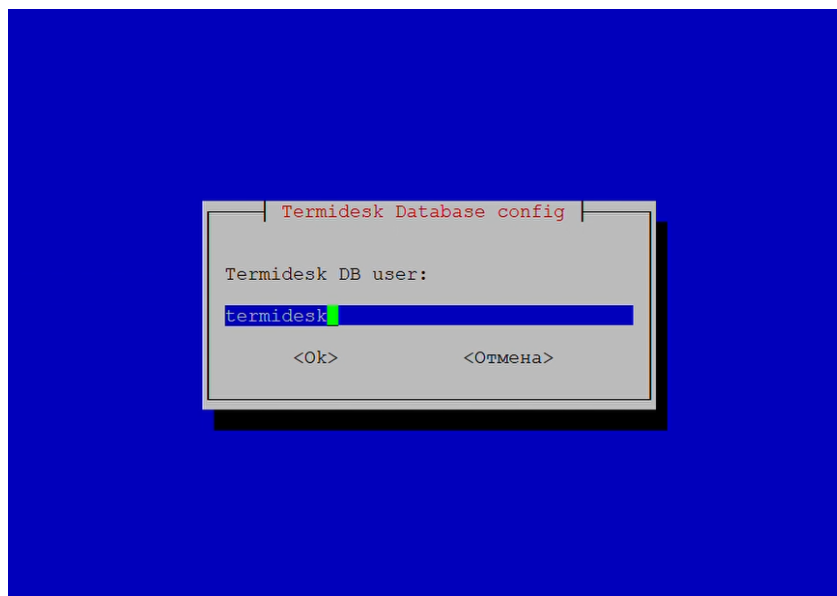 Termidesk Database config
Termidesk DB user:
termidesk
<Ok> <Отмена>